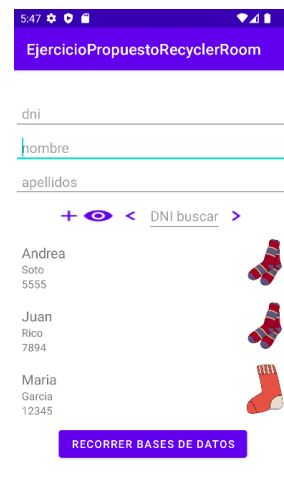 5:47
EjercicioPropuestoRecyclerRoom
dni
nombre
apellidos
+ < DNI buscar >
Andrea
Soto
5555
Juan
Rico
7894
Maria
Garcia
12345
RECORRER BASES DE DATOS